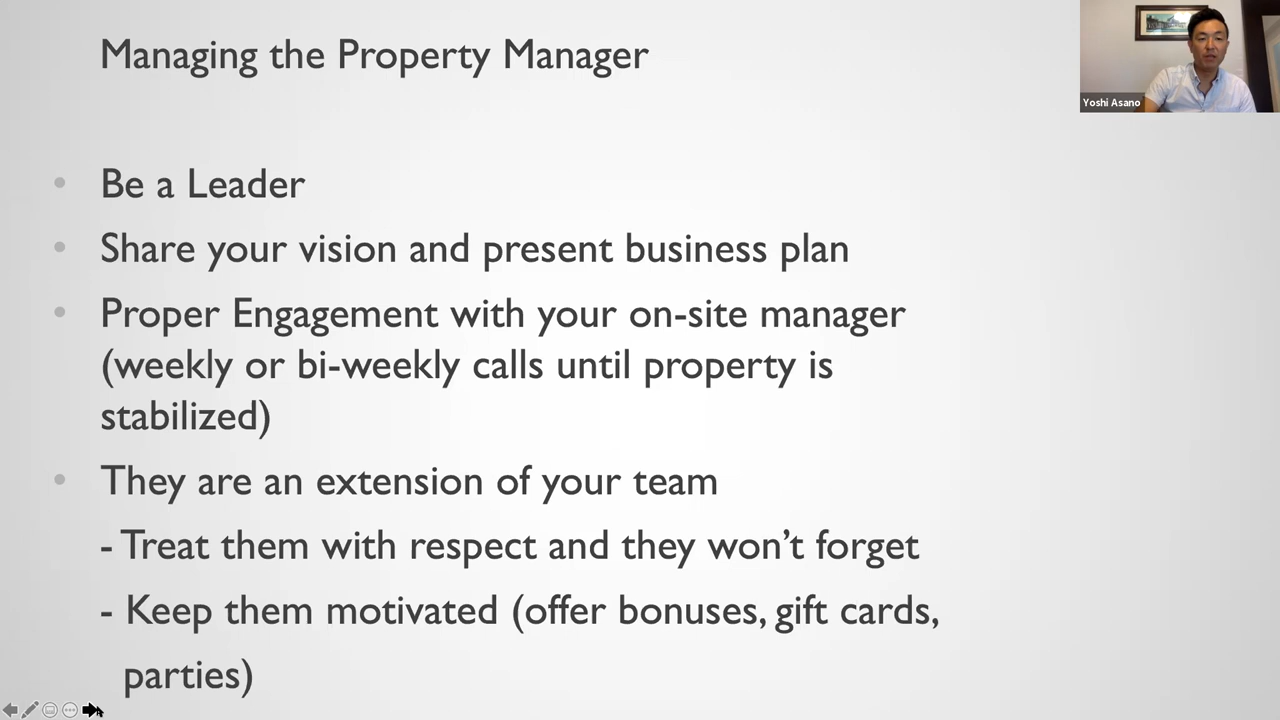 Managing the Property Manager
Yoshi Asano
• Be a Leader
• Share your vision and present business plan
• Proper Engagement with your on-site manager
(weekly or bi-weekly calls until property is
stabilized)
• They are an extension of your team
- Treat them with respect and they won’t forget
- Keep them motivated (offer bonuses, gift cards,
parties)